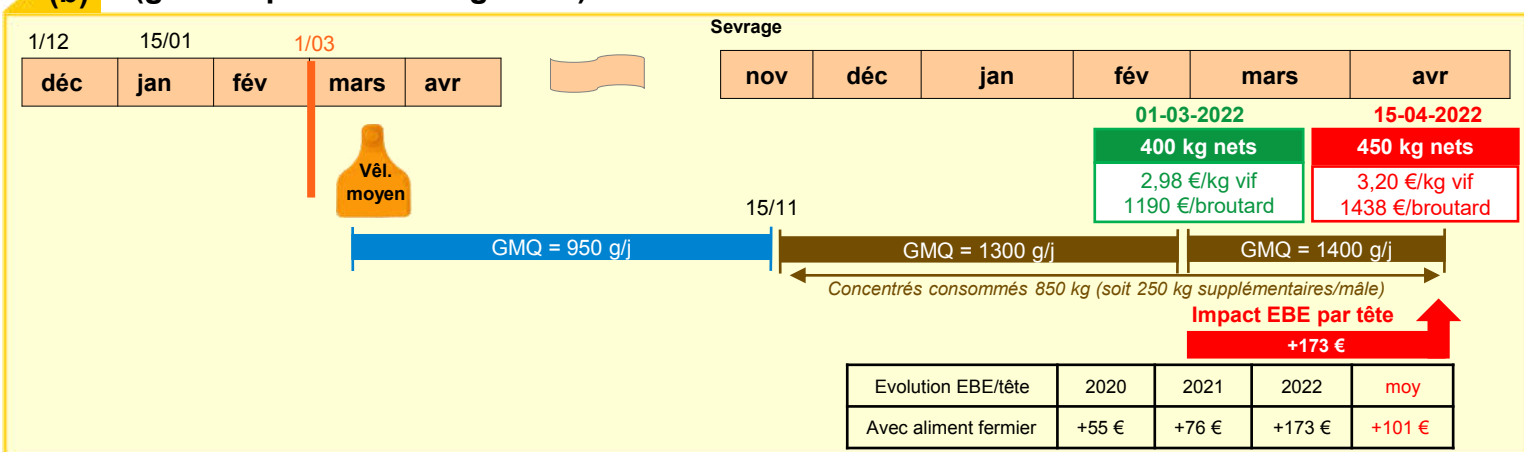 (b)
Sevrage
1/12 15/01 1/03
déc jan fév mars avr
nov déc jan fév mars avr
01-03-2022 15-04-2022
400 kg nets 450 kg nets
2,98 €/kg vif 3,20 €/kg vif
1190 €/broutard 1438 €/broutard
Vêl.
moyen
15/11
GMQ = 950 g/j GMQ = 1300 g/j GMQ = 1400 g/j
Concentrés consommés 850 kg (soit 250 kg supplémentaires/mâle)
Impact EBE par tête
+173 €
Evolution EBE/tête 2020 2021 2022 moy
Avec aliment fermier +55 € +76 € +173 € +101 €